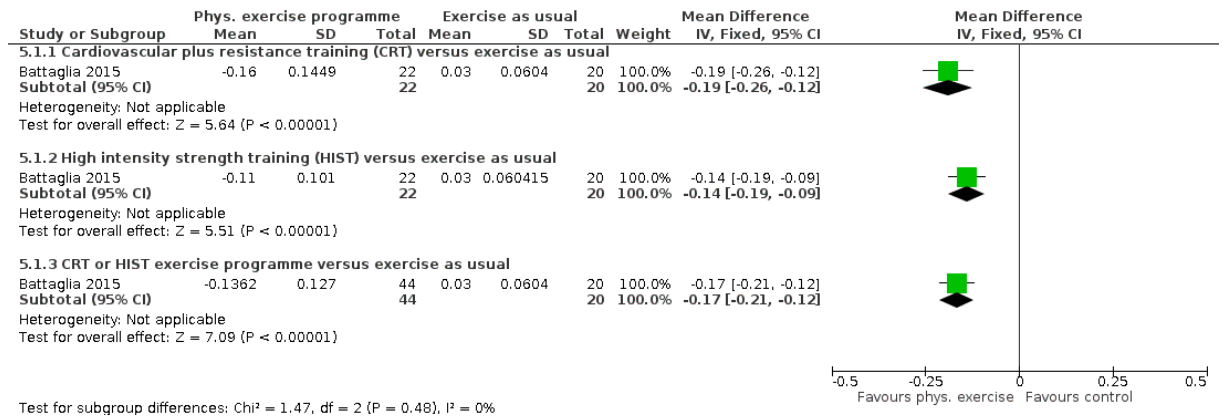 Phys. exercise programme Exercise as usual Mean Difference Mean Difference
Study or Subgroup Mean SD Total Mean SD Total Weight IV, Fixed, 95% CI IV, Fixed, 95% CI
5.1.1 Cardiovascular plus resistance training (CRT) versus exercise as usual
Battaglia 2015 -0.16 0.1449 22 0.03 0.0604 20 100.0% -0.19 [-0.26, -0.12]
Subtotal (95% CI) 22 20 100.0% -0.19 [-0.26, -0.12]
Heterogeneity: Not applicable
Test for overall effect: Z = 5.64 (P < 0.00001)
5.1.2 High intensity strength training (HIST) versus exercise as usual
Battaglia 2015 -0.11 0.101 22 0.03 0.060415 20 100.0% -0.14 [-0.19, -0.09]
Subtotal (95% CI) 22 20 100.0% -0.14 [-0.19, -0.09]
Heterogeneity: Not applicable
Test for overall effect: Z = 5.51 (P < 0.00001)
5.1.3 CRT or HIST exercise programme versus exercise as usual
Battaglia 2015 -0.1362 0.127 44 0.03 0.0604 20 100.0% -0.17 [-0.21, -0.12]
Subtotal (95% CI) 44 20 100.0% -0.17 [-0.21, -0.12]
Heterogeneity: Not applicable
Test for overall effect: Z = 7.09 (P < 0.00001)
-0.5 -0.25 0 0.25 0.5
Favours phys. exercise Favours control
Test for subgroup differences: Chi² = 1.47, df = 2 (P = 0.48), I² = 0%